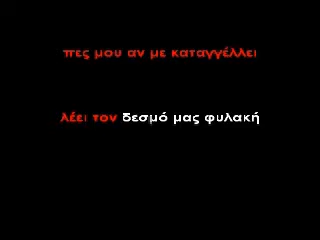 πες μου αν με καταγγέλλει
λέει τον δεσμό μας φυλακή